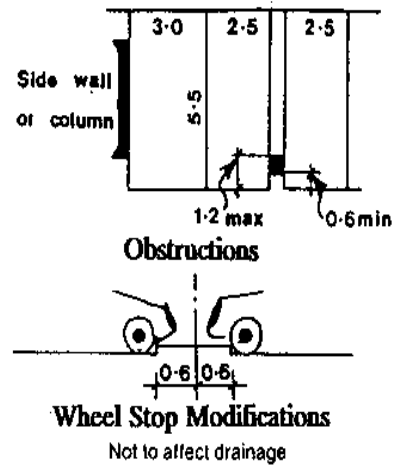 3·0 2·5 2·5
Side wall
or column
5·5
1·2 max
0·6 min
Obstructions
0·6 0·6
Wheel Stop Modifications
Not to affect drainage